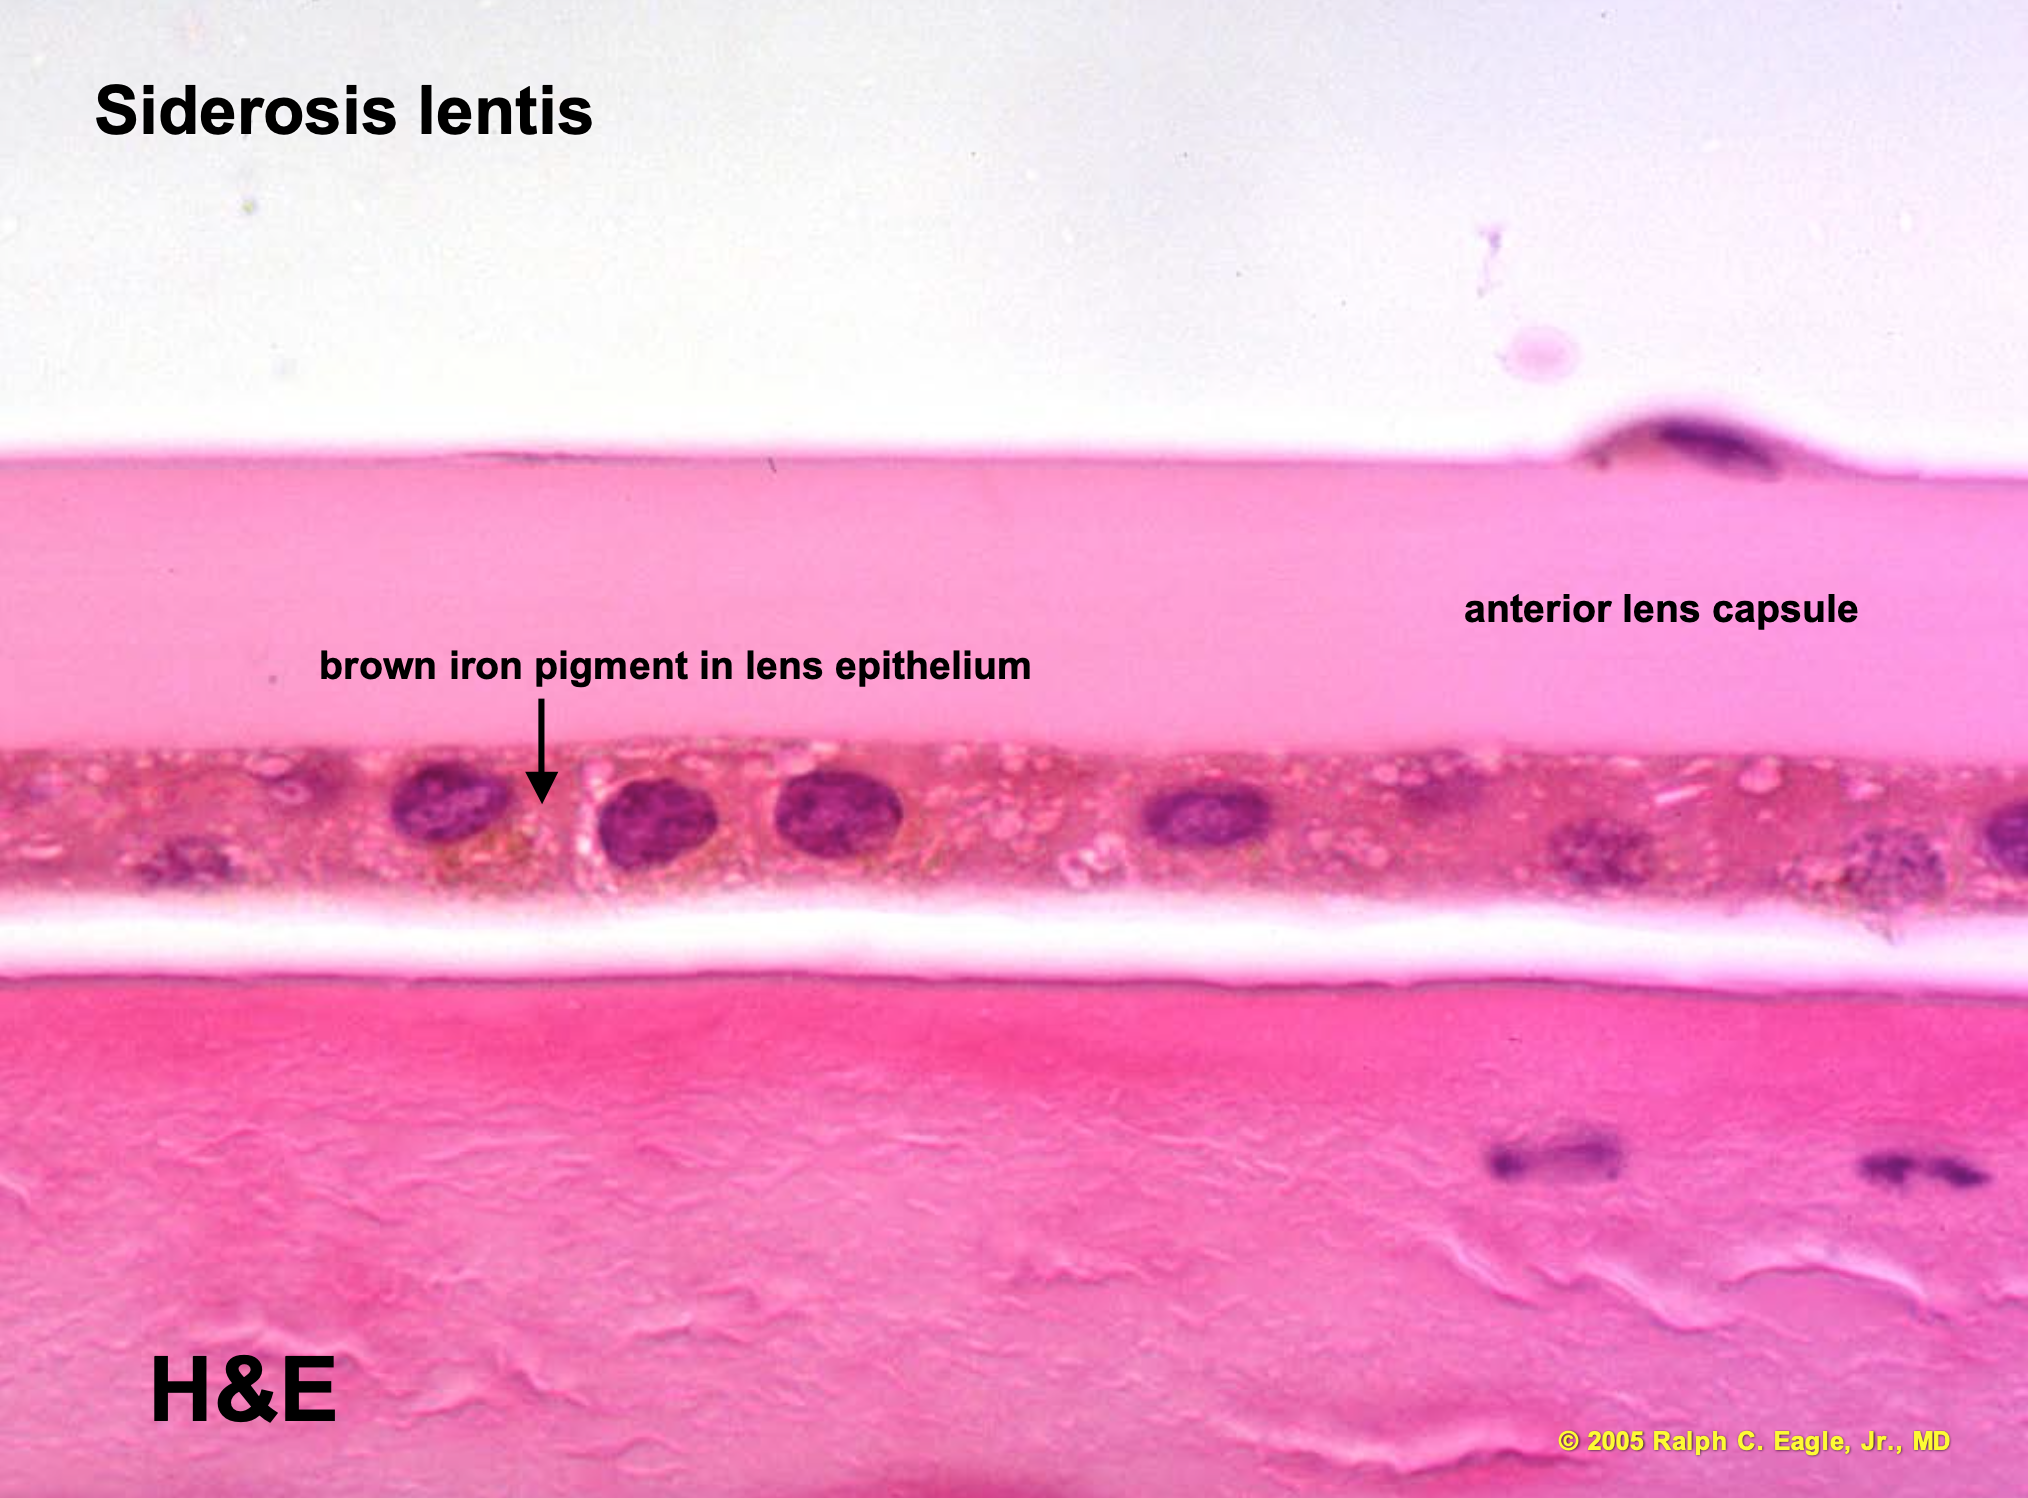 Siderosis lentis
anterior lens capsule
brown iron pigment in lens epithelium
H&E
© 2005 Ralph C. Eagle, Jr., MD